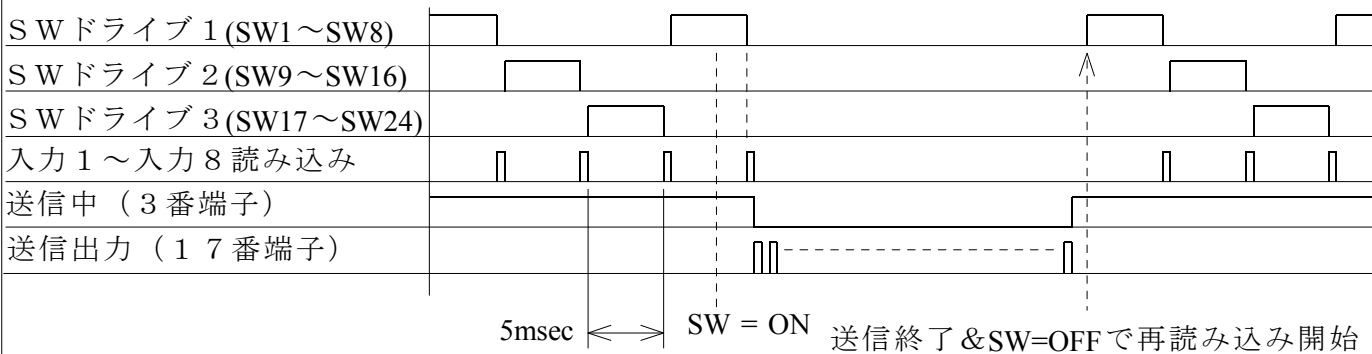 ＳＷドライブ１(SW1～SW8)
ＳＷドライブ２(SW9～SW16)
ＳＷドライブ３(SW17～SW24)
入力１～入力８読み込み
送信中（３番端子）
送信出力（１７番端子）
5msec
SW = ON
送信終了＆SW=OFFで再読み込み開始